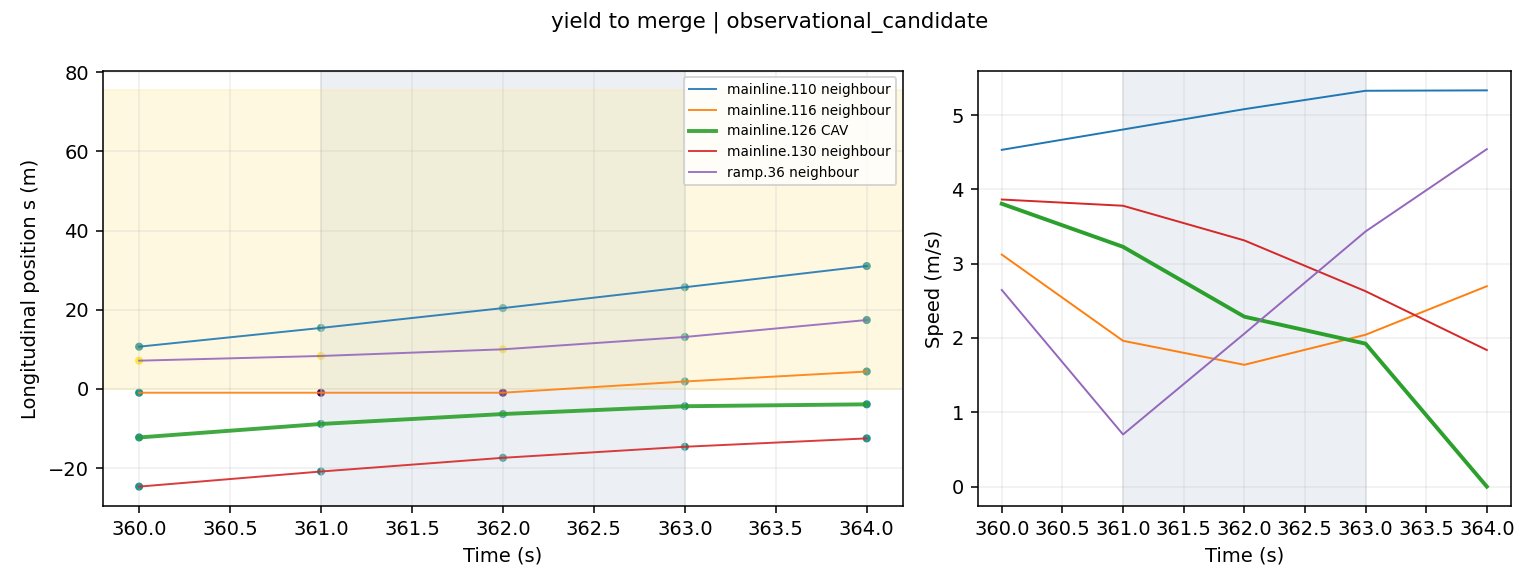 yield to merge | observational_candidate
80
60
40
20
0
−20
Longitudinal position s (m)
mainline.110 neighbour
mainline.116 neighbour
mainline.126 CAV
mainline.130 neighbour
ramp.36 neighbour
360.0 360.5 361.0 361.5 362.0 362.5 363.0 363.5 364.0
Time (s)
5
4
3
2
1
0
Speed (m/s)
360.0 360.5 361.0 361.5 362.0 362.5 363.0 363.5 364.0
Time (s)